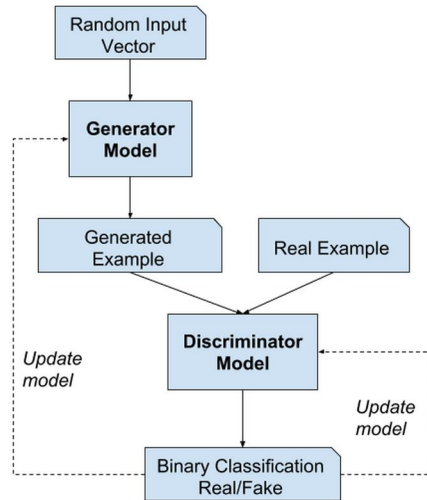 Random Input
Vector
Generator
Model
Generated
Example
Real Example
Discriminator
Model
Update
model
Update
model
Binary Classification
Real/Fake